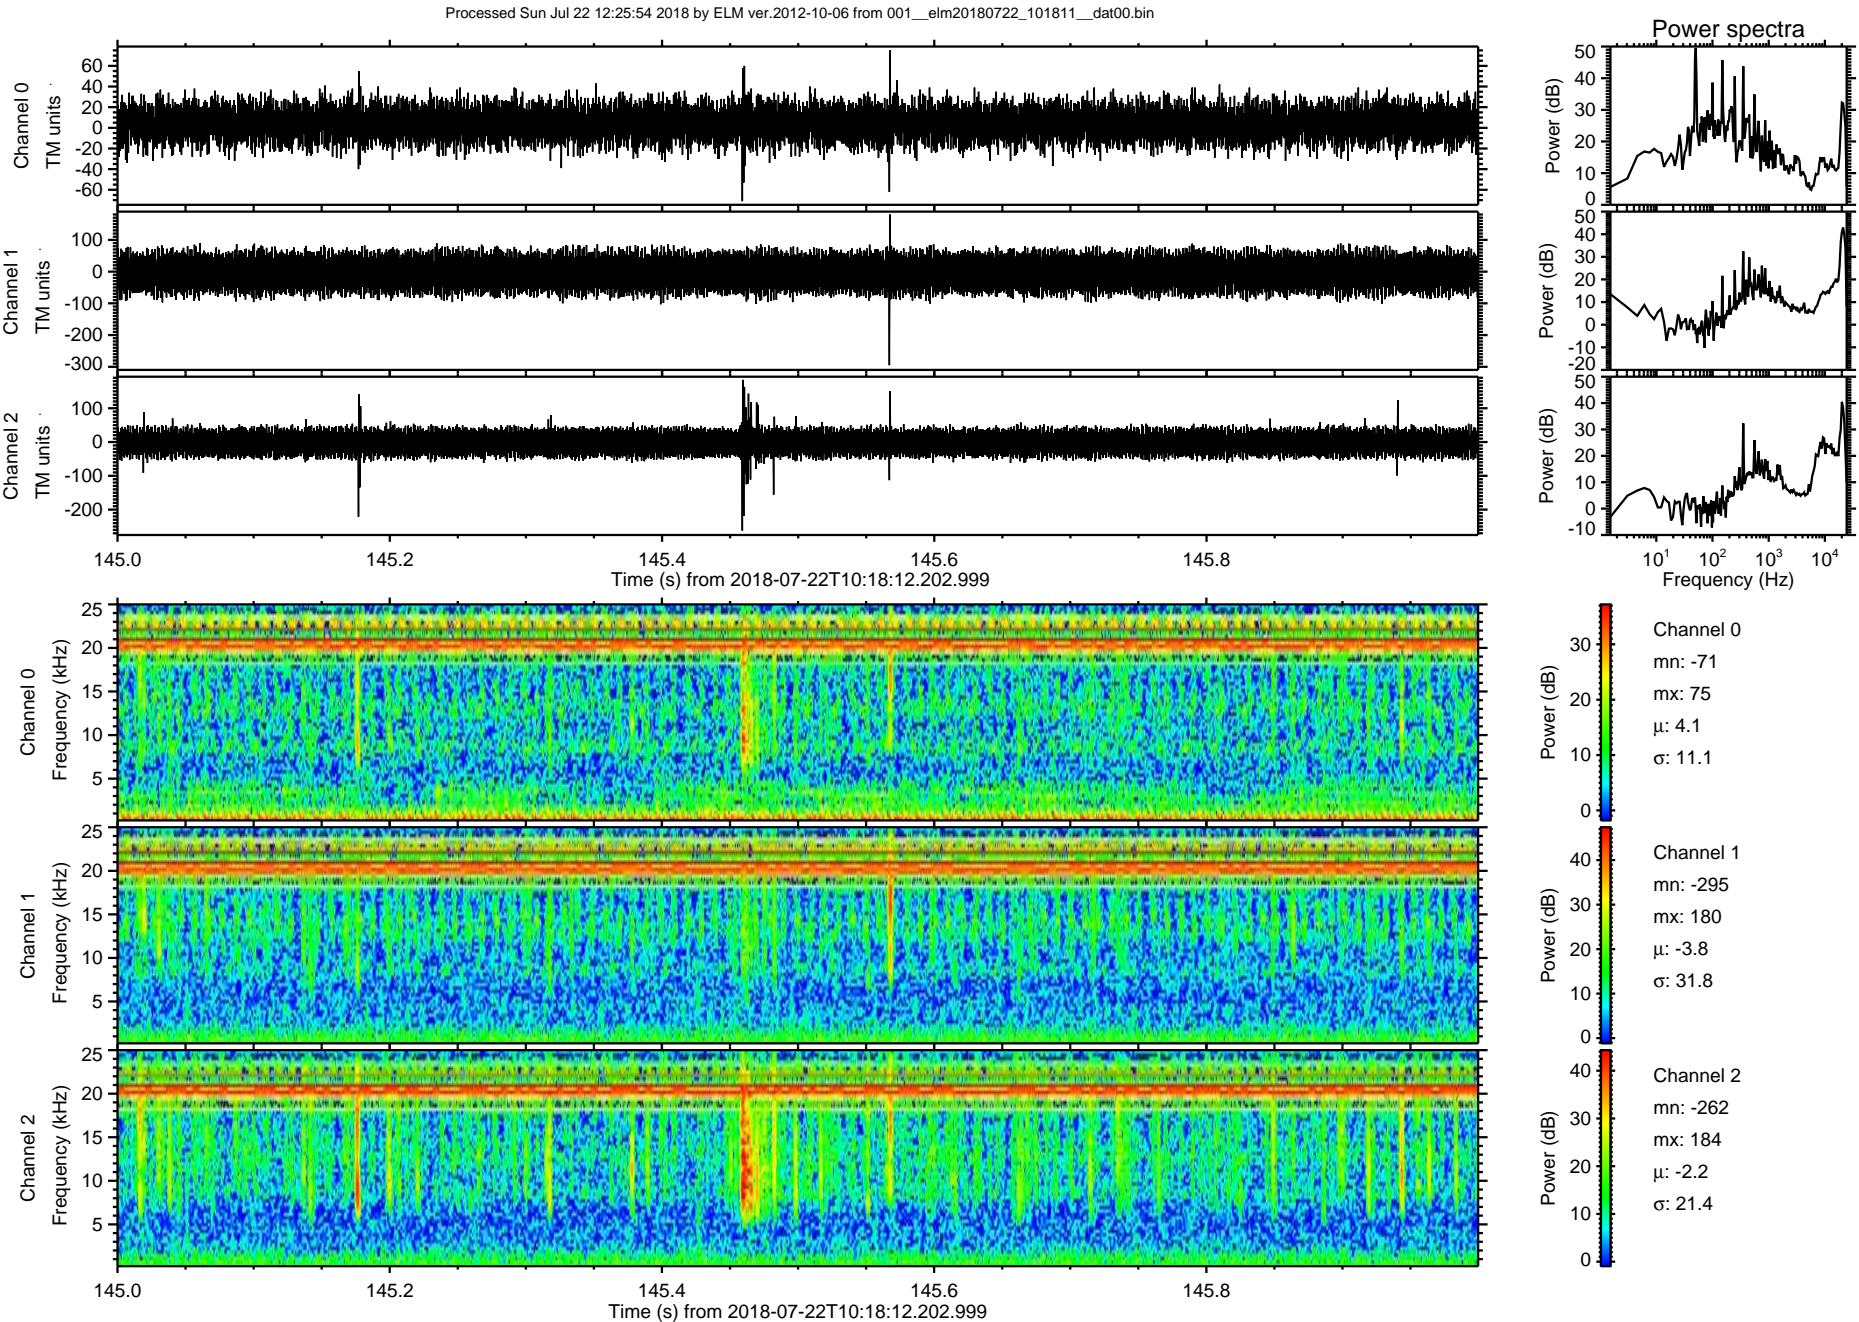 Processed Sun Jul 22 12:25:54 2018 by ELM ver.2012-10-06 from 001__elm20180722_101811__dat00.bin
Power spectra
Channel 0
TM units
60
40
20
0
-20
-40
-60
Power (dB)
50
40
30
20
10
0
Channel 1
TM units
100
0
-100
-200
-300
Power (dB)
50
40
30
20
10
0
-10
-20
Channel 2
TM units
100
0
-100
-200
Power (dB)
50
40
30
20
10
0
-10
145.0 145.2 145.4 145.6 145.8
Time (s) from 2018-07-22T10:18:12.202.999
10¹ 10² 10³ 10⁴
Frequency (Hz)
Channel 0
Frequency (kHz)
25
20
15
10
5
Power (dB)
30
20
10
0
Channel 0
mn: -71
mx: 75
μ: 4.1
σ: 11.1
Channel 1
Frequency (kHz)
25
20
15
10
5
Power (dB)
40
30
20
10
0
Channel 1
mn: -295
mx: 180
μ: -3.8
σ: 31.8
Channel 2
Frequency (kHz)
25
20
15
10
5
Power (dB)
40
30
20
10
0
Channel 2
mn: -262
mx: 184
μ: -2.2
σ: 21.4
145.0 145.2 145.4 145.6 145.8
Time (s) from 2018-07-22T10:18:12.202.999